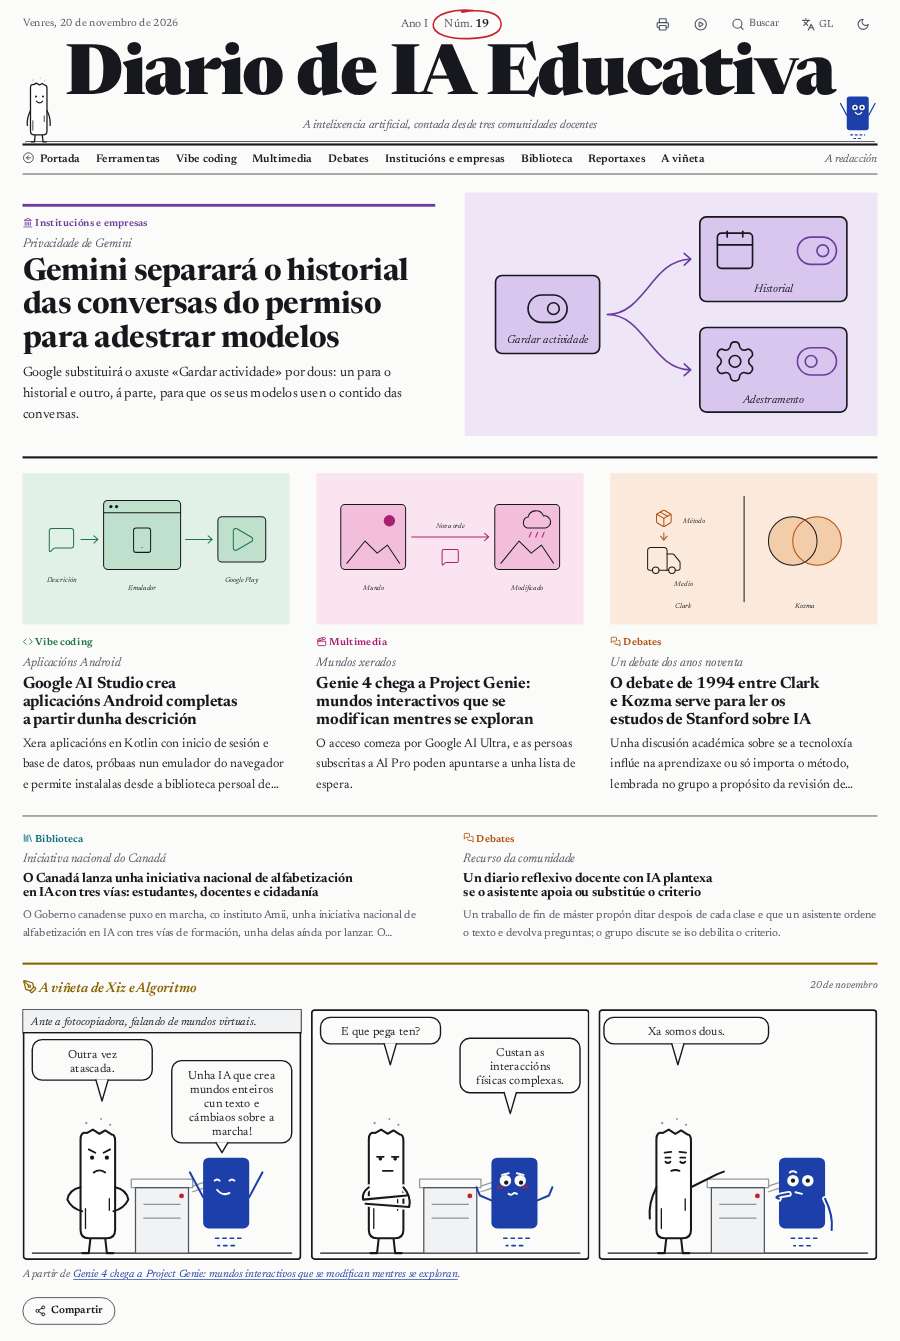 Venres, 20 de novembro de 2026
Ano I
Núm. 19
Buscar
GL
Diario de IA Educativa
A intelixencia artificial, contada desde tres comunidades docentes
Portada Ferramentas Vibe coding Multimedia Debates Institucións e empresas Biblioteca Reportaxes A viñeta
A redacción
Institucións e empresas
Privacidade de Gemini
Gemini separará o historial
das conversas do permiso
para adestrar modelos
Google substituirá o axuste «Gardar actividade» por dous: un para o
historial e outro, á parte, para que os seus modelos usen o contido das
conversas.
Gardar actividade
Historial
Adestramento
Descrición
Emulador
Google Play
Vibe coding
Aplicacións Android
Google AI Studio crea
aplicacións Android completas
a partir dunha descrición
Xera aplicacións en Kotlin con inicio de sesión e
base de datos, próbaas nun emulador do navegador
e permite instalalas desde a biblioteca persoal de…
Mundo
Nova orde
Modificado
Multimedia
Mundos xerados
Genie 4 chega a Project Genie:
mundos interactivos que se
modifican mentres se exploran
O acceso comeza por Google AI Ultra, e as persoas
subscritas a AI Pro poden apuntarse a unha lista de
espera.
Método
Medio
Clark
Kozma
Debates
Un debate dos anos noventa
O debate de 1994 entre Clark
e Kozma serve para ler os
estudos de Stanford sobre IA
Unha discusión académica sobre se a tecnoloxía
inflúe na aprendizaxe ou só importa o método,
lembrada no grupo a propósito da revisión de…
Biblioteca
Iniciativa nacional do Canadá
O Canadá lanza unha iniciativa nacional de alfabetización
en IA con tres vías: estudantes, docentes e cidadanía
O Goberno canadense puxo en marcha, co instituto Amii, unha iniciativa nacional de
alfabetización en IA con tres vías de formación, unha delas aínda por lanzar. O…
Debates
Recurso da comunidade
Un diario reflexivo docente con IA plantexa
se o asistente apoia ou substitúe o criterio
Un traballo de fin de máster propón ditar despois de cada clase e que un asistente ordene
o texto e devolva preguntas; o grupo discute se iso debilita o criterio.
A viñeta de Xiz e Algoritmo
20 de novembro
Ante a fotocopiadora, falando de mundos virtuais.
Outra vez
atascada.
Unha IA que crea
mundos enteiros
cun texto e
cámbiaos sobre a
marcha!
E que pega ten?
Custan as
interaccións
físicas complexas.
Xa somos dous.
A partir de Genie 4 chega a Project Genie: mundos interactivos que se modifican mentres se exploran.
Compartir